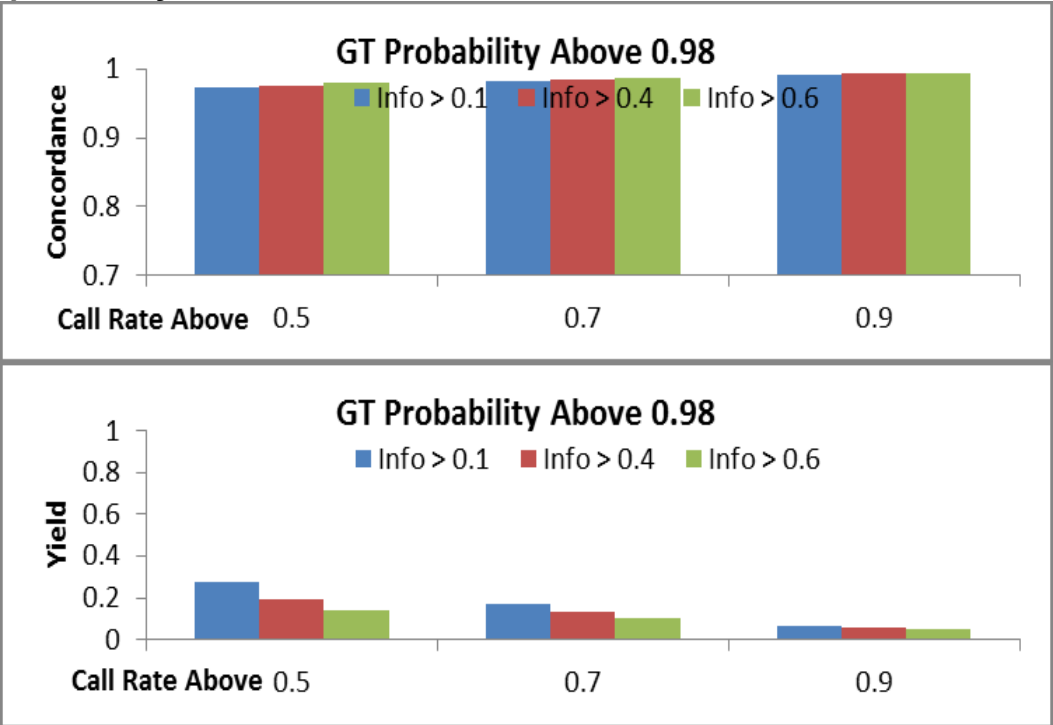 GT Probability Above 0.98
Info > 0.1 Info > 0.4 Info > 0.6
Concordance
1
0.9
0.8
0.7
Call Rate Above 0.5 0.7 0.9
GT Probability Above 0.98
Info > 0.1 Info > 0.4 Info > 0.6
Yield
1
0.8
0.6
0.4
0.2
0
Call Rate Above 0.5 0.7 0.9